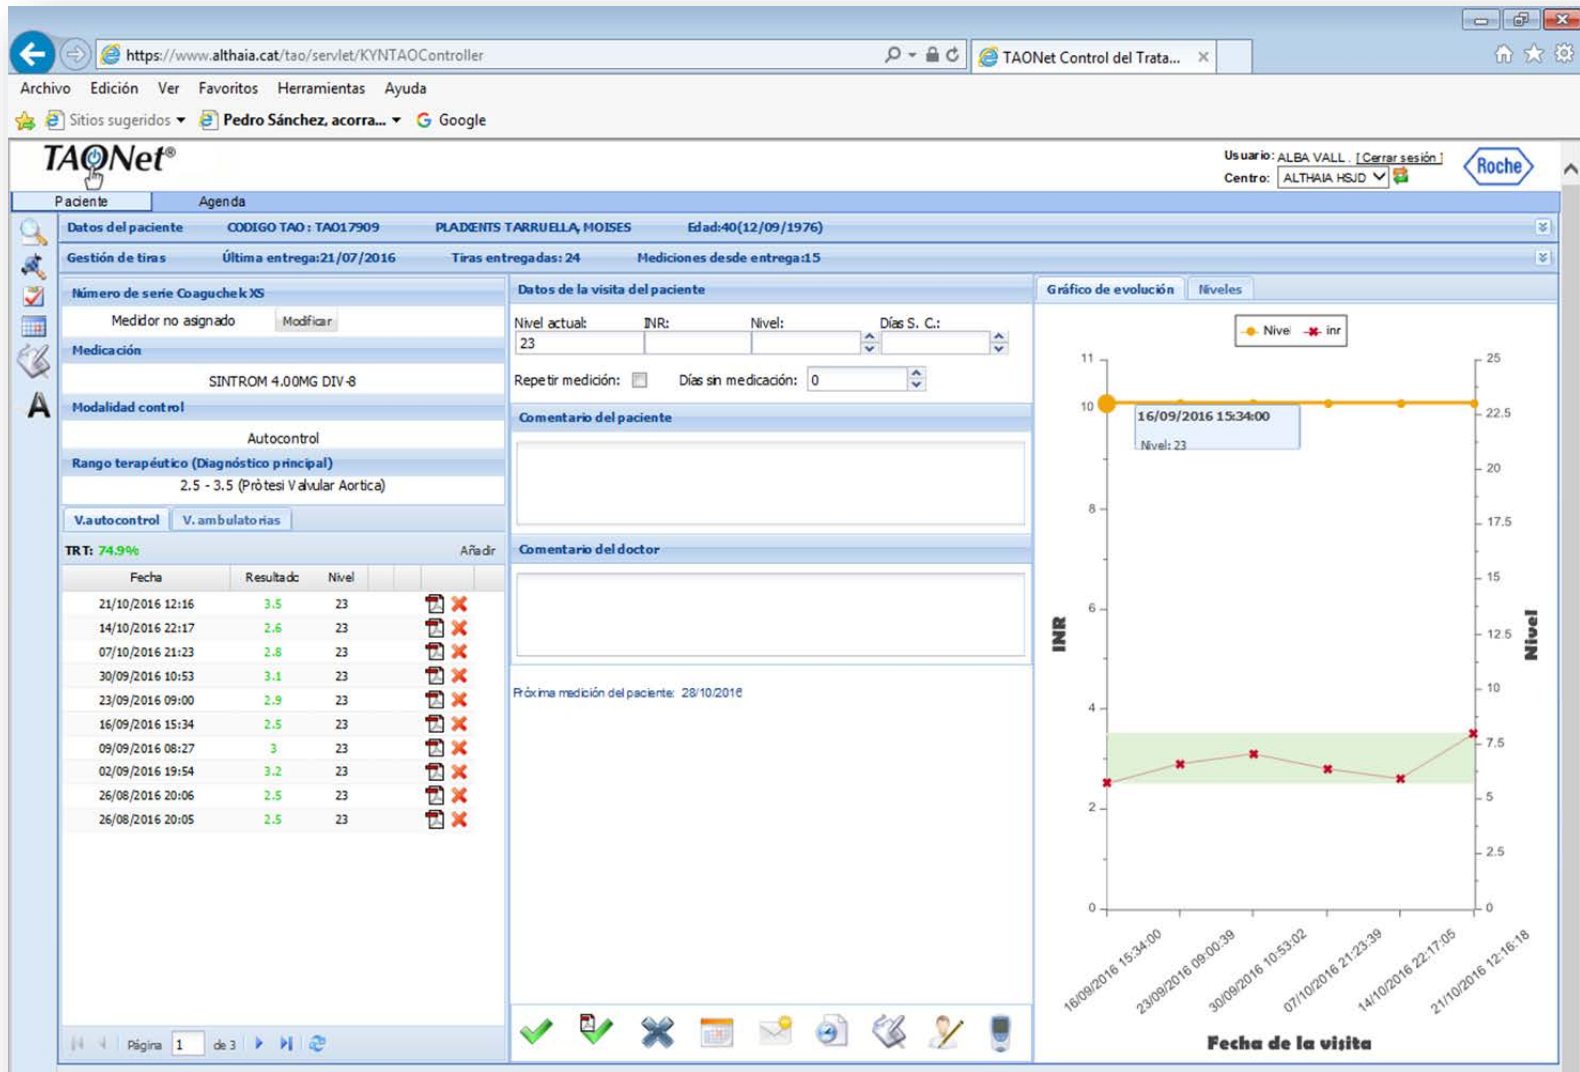 https://www.althaia.cat/tao/servlet/KYNTAOController
TAONet Control del Trata...
Archivo Edición Ver Favoritos Herramientas Ayuda
Sitios sugeridos Pedro Sánchez, acorra... Google
TAONet®
Usuario: ALBA VALL . [Cerrar sesión]
Centro: ALTHAIA HSJD
Roche
Paciente Agenda
Datos del paciente CODIGO TAO : TAO17909 PLADXENTS TARRUELLA, MOISES Edad:40(12/09/1976)
Gestión de tiras Última entrega:21/07/2016 Tiras entregadas: 24 Mediciones desde entrega:15
Número de serie Coaguchek XS
Medidor no asignado Modificar
Medicación
SINTROM 4.00MG DIV-8
Modalidad control
Autocontrol
Rango terapéutico (Diagnóstico principal)
2.5 - 3.5 (Pròtesi Valvular Aortica)
V.autocontrol V. ambulatorias
TRT: 74.9% Añadir
Fecha Resultado Nivel
21/10/2016 12:16 3.5 23
14/10/2016 22:17 2.6 23
07/10/2016 21:23 2.8 23
30/09/2016 10:53 3.1 23
23/09/2016 09:00 2.9 23
16/09/2016 15:34 2.5 23
09/09/2016 08:27 3 23
02/09/2016 19:54 3.2 23
26/08/2016 20:06 2.5 23
26/08/2016 20:05 2.5 23
Página 1 de 3
Datos de la visita del paciente
Nivel actual: INR: Nivel: Días S. C.:
23
Repetir medición: Días sin medicación: 0
Comentario del paciente
Comentario del doctor
Próxima medición del paciente: 28/10/2016
Gráfico de evolución Niveles
Nivel inr
11
10
8
6
4
2
0
INR
25
22.5
20
17.5
15
12.5
10
7.5
5
2.5
0
Nivel
16/09/2016 15:34:00
Nivel: 23
16/09/2016 15:34:00
23/09/2016 09:00:39
30/09/2016 10:53:02
07/10/2016 21:23:39
14/10/2016 22:17:05
21/10/2016 12:16:18
Fecha de la visita